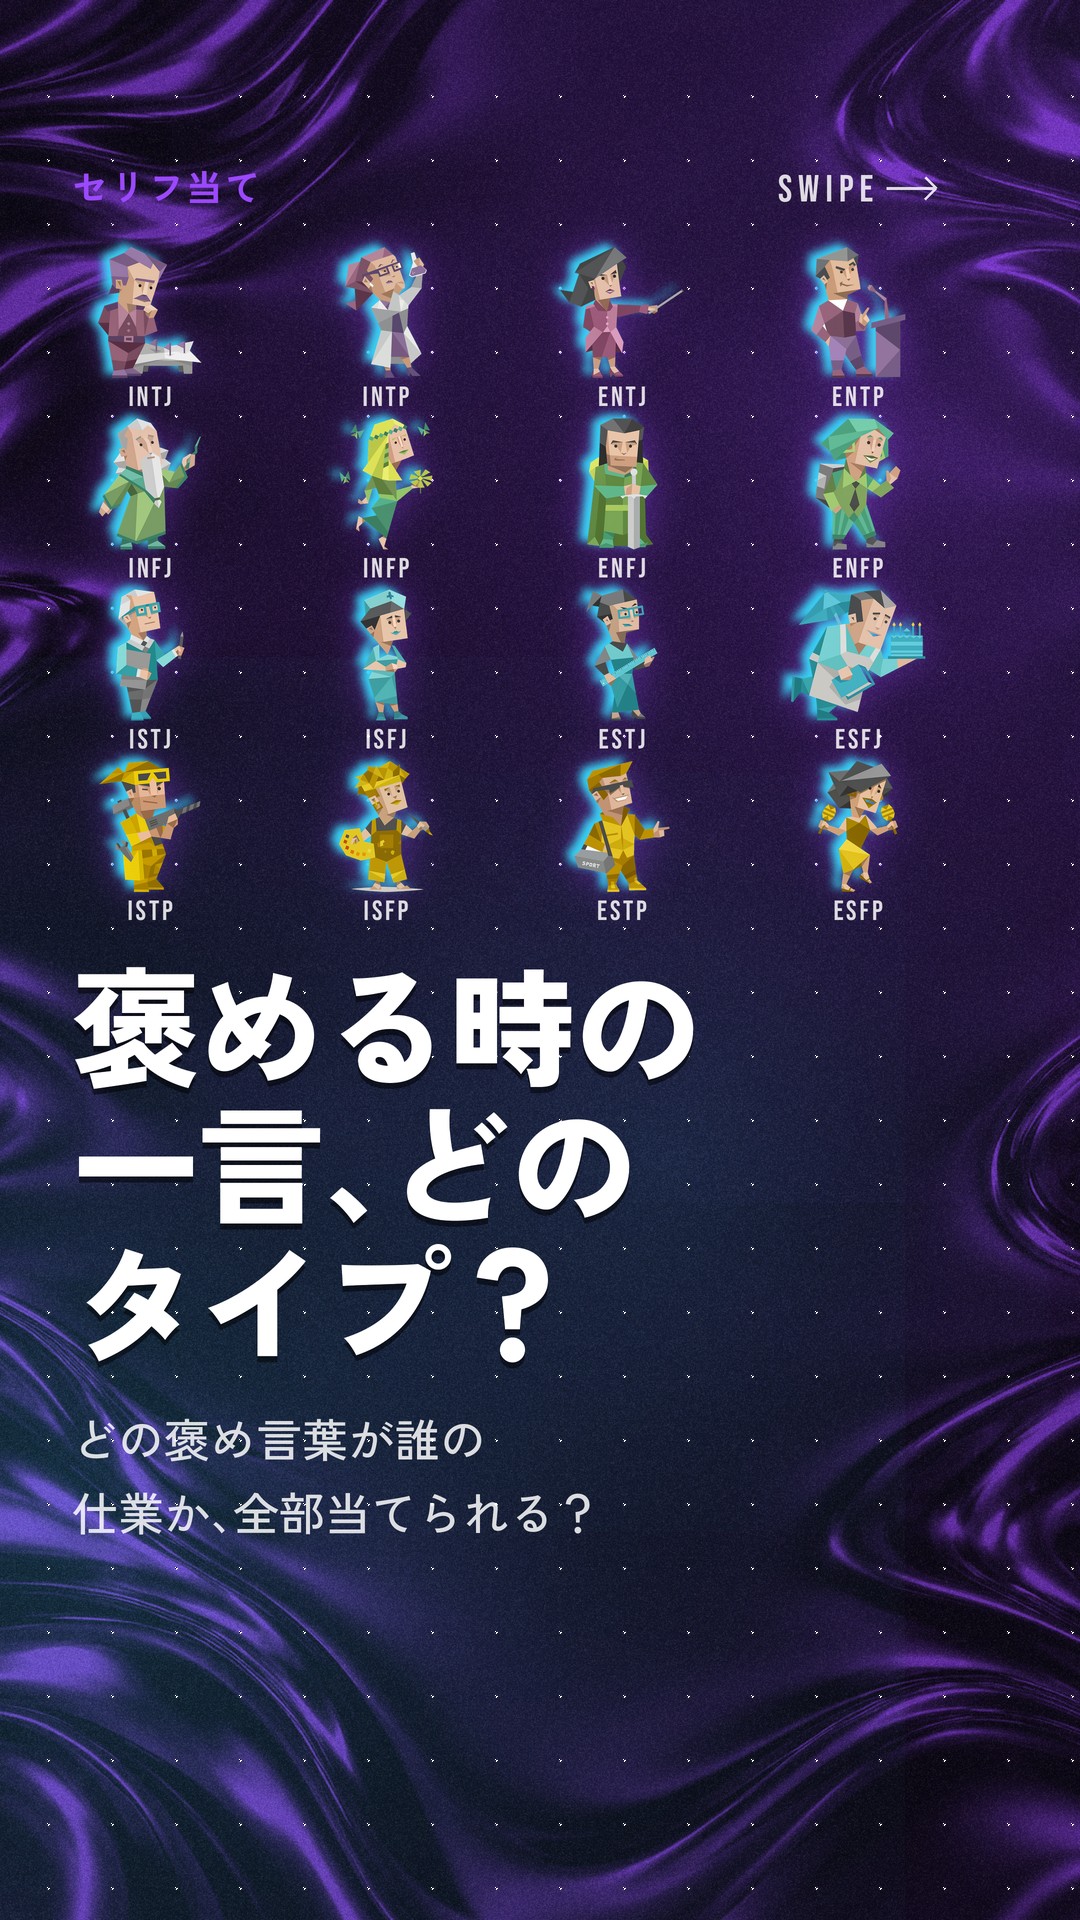 セリフ当て
SWIPE →
INTJ INTP ENTJ ENTP
INFJ INFP ENFJ ENFP
ISTJ ISFJ ESTJ ESFJ
SPORT
ISTP ISFP ESTP ESFP
褒める時の
一言、どの
タイプ？
どの褒め言葉が誰の
仕業か、全部当てられる？